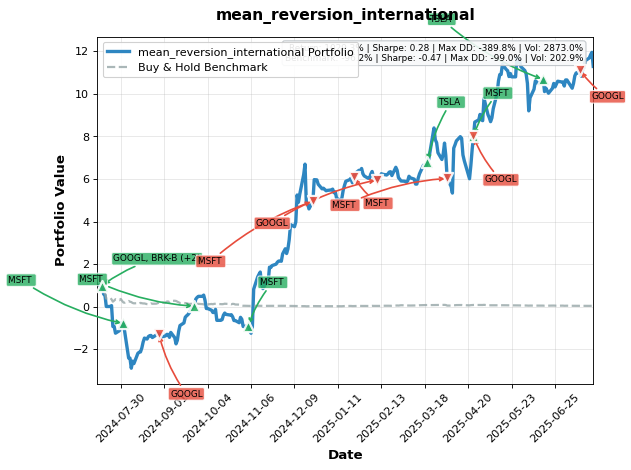 mean_reversion_international
TSLA
% | Sharpe: 0.28 | Max DD: -389.8% | Vol: 2873.0%
2% | Sharpe: -0.47 | Max DD: -99.0% | Vol: 202.9%
mean_reversion_international Portfolio
Buy & Hold Benchmark
12
10
8
6
4
2
0
−2
Portfolio Value
TSLA
MSFT
GOOGL
GOOGL
MSFT
MSFT
GOOGL
GOOGL, BRK-B (+2
MSFT
MSFT
MSFT
MSFT
GOOGL
2024-07-30
2024-09-0
2024-10-04
2024-11-06
2024-12-09
2025-01-11
2025-02-13
2025-03-18
2025-04-20
2025-05-23
2025-06-25
Date